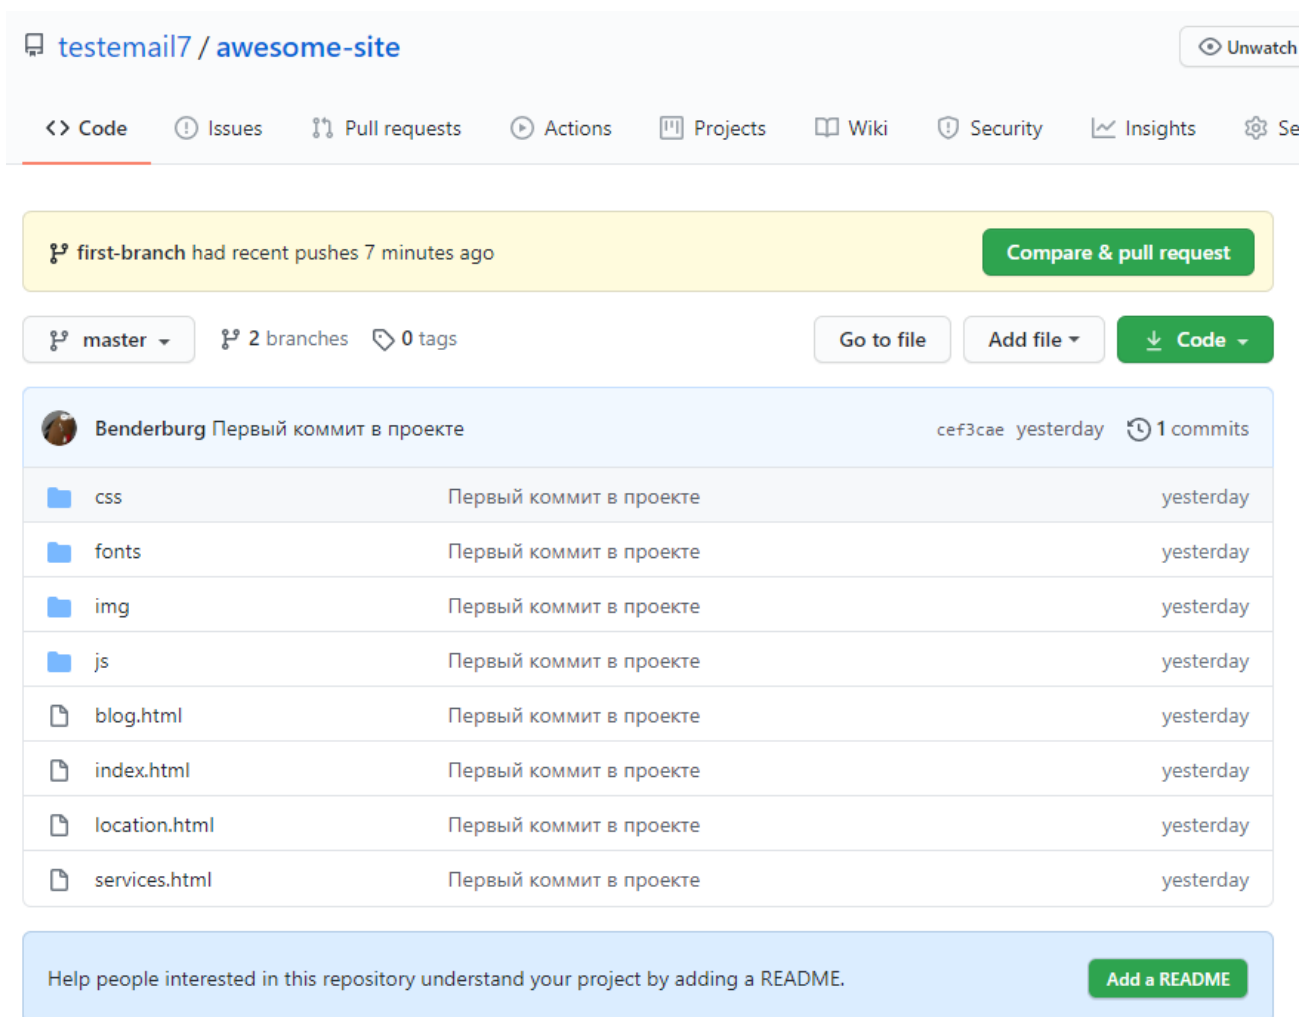 testemail7 / awesome-site Unwatch
Code Issues Pull requests Actions Projects Wiki Security Insights Se
first-branch had recent pushes 7 minutes ago Compare & pull request
master 2 branches 0 tags Go to file Add file Code
Benderburg Первый коммит в проекте cef3cae yesterday 1 commits
css Первый коммит в проекте yesterday
fonts Первый коммит в проекте yesterday
img Первый коммит в проекте yesterday
js Первый коммит в проекте yesterday
blog.html Первый коммит в проекте yesterday
index.html Первый коммит в проекте yesterday
location.html Первый коммит в проекте yesterday
services.html Первый коммит в проекте yesterday
Help people interested in this repository understand your project by adding a README. Add a README